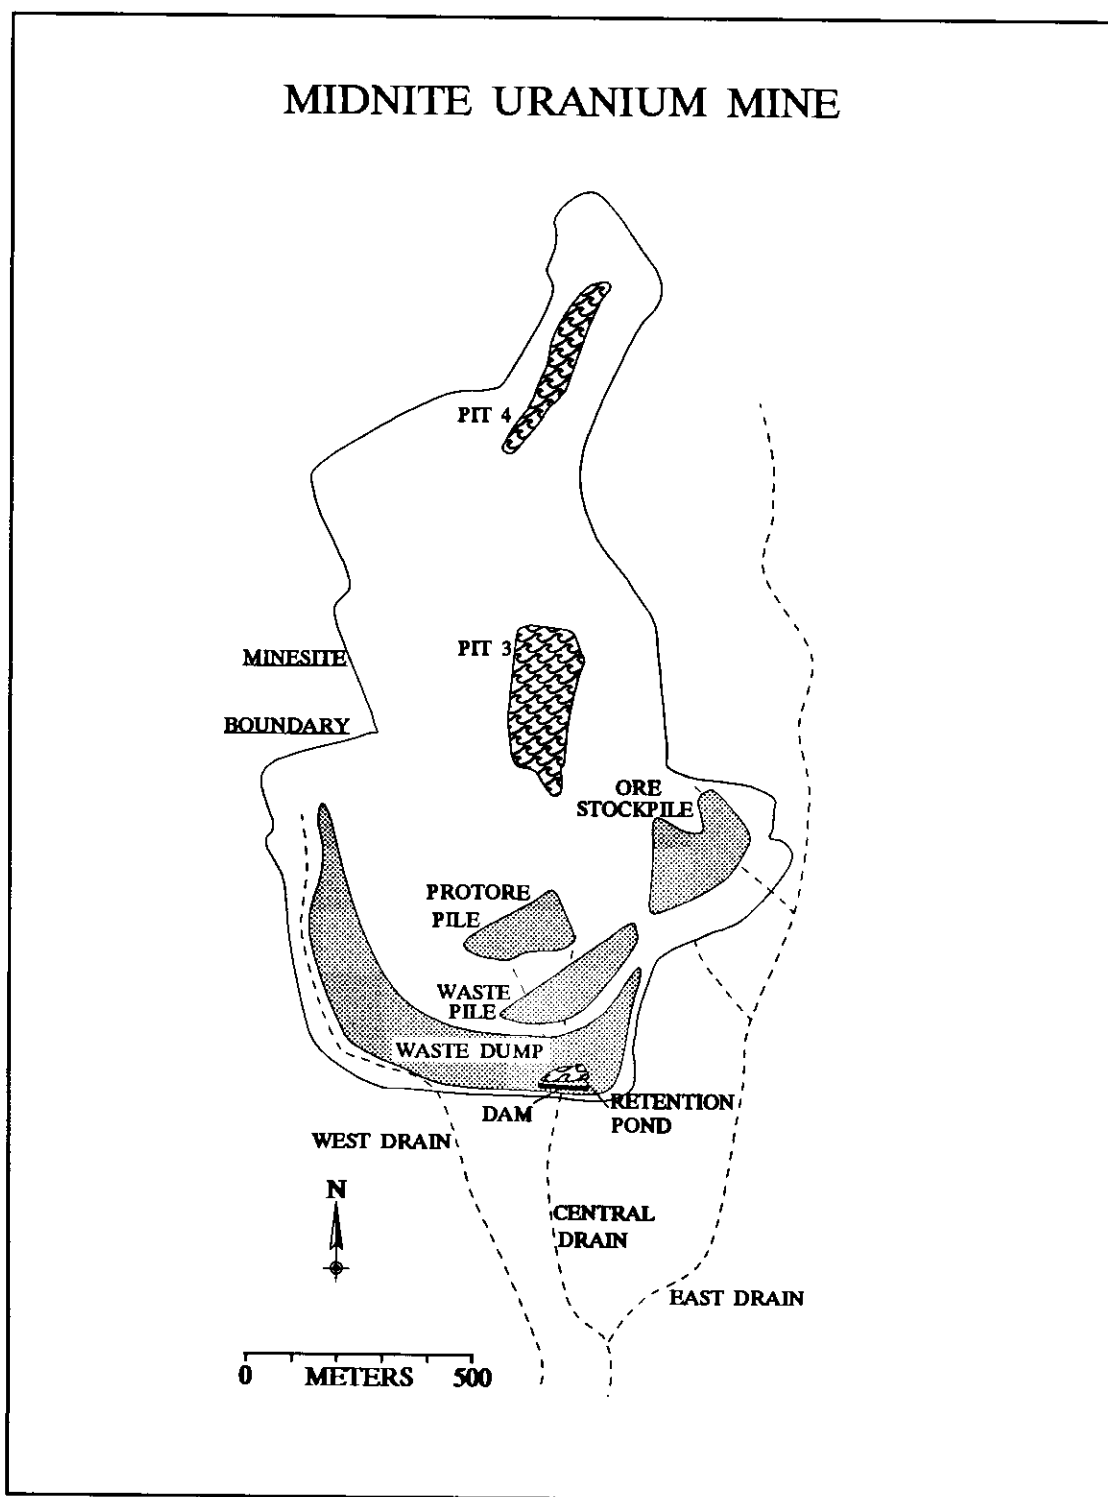 MIDNITE URANIUM MINE
PIT 4
PIT 3
MINESITE
BOUNDARY
ORE
STOCKPILE
PROTORE
PILE
WASTE
PILE
WASTE DUMP
DAM
RETENTION
POND
WEST DRAIN
N
CENTRAL
DRAIN
EAST DRAIN
0 METERS 500